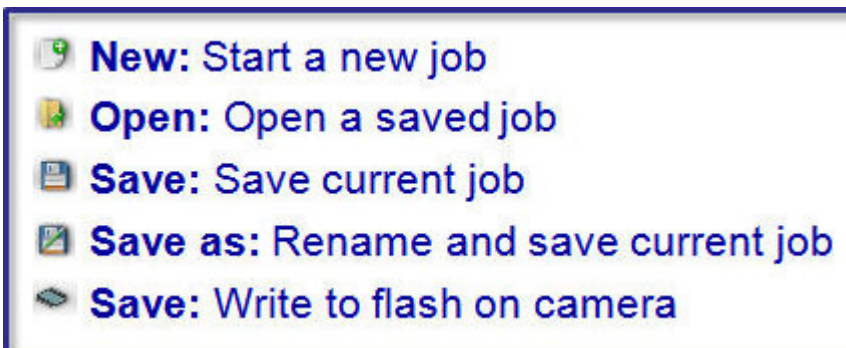 New: Start a new job
Open: Open a saved job
Save: Save current job
Save as: Rename and save current job
Save: Write to flash on camera